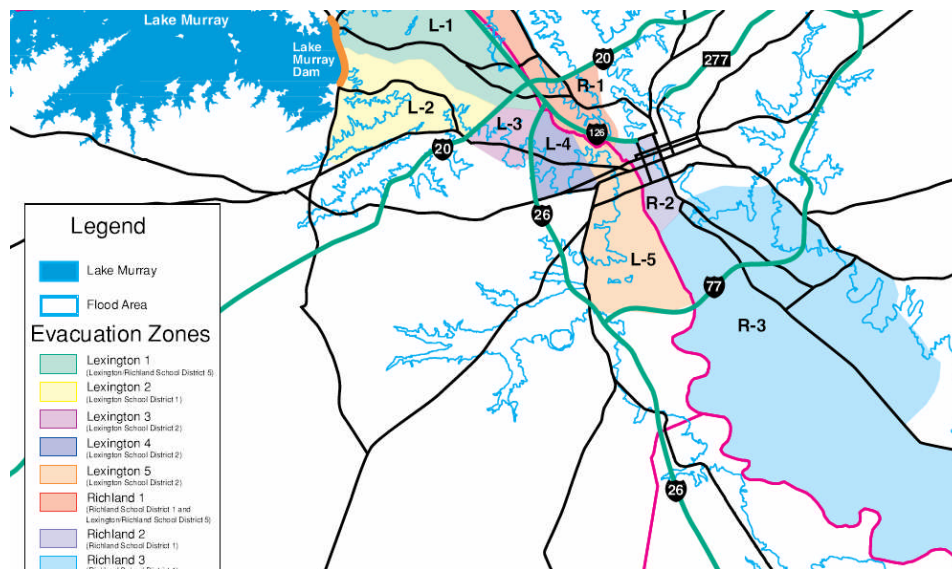 Lake Murray
L-1
Lake
Murray
Dam
20
277
R-1
L-2
L-3
126
20
L-4
R-2
26
L-5
77
R-3
26
Legend
Lake Murray
Flood Area
Evacuation Zones
Lexington 1
(Lexington/Richland School District 5)
Lexington 2
(Lexington School District 1)
Lexington 3
(Lexington School District 2)
Lexington 4
(Lexington School District 2)
Lexington 5
(Lexington School District 2)
Richland 1
(Richland School District 1 and
Lexington/Richland School District 5)
Richland 2
(Richland School District 1)
Richland 3